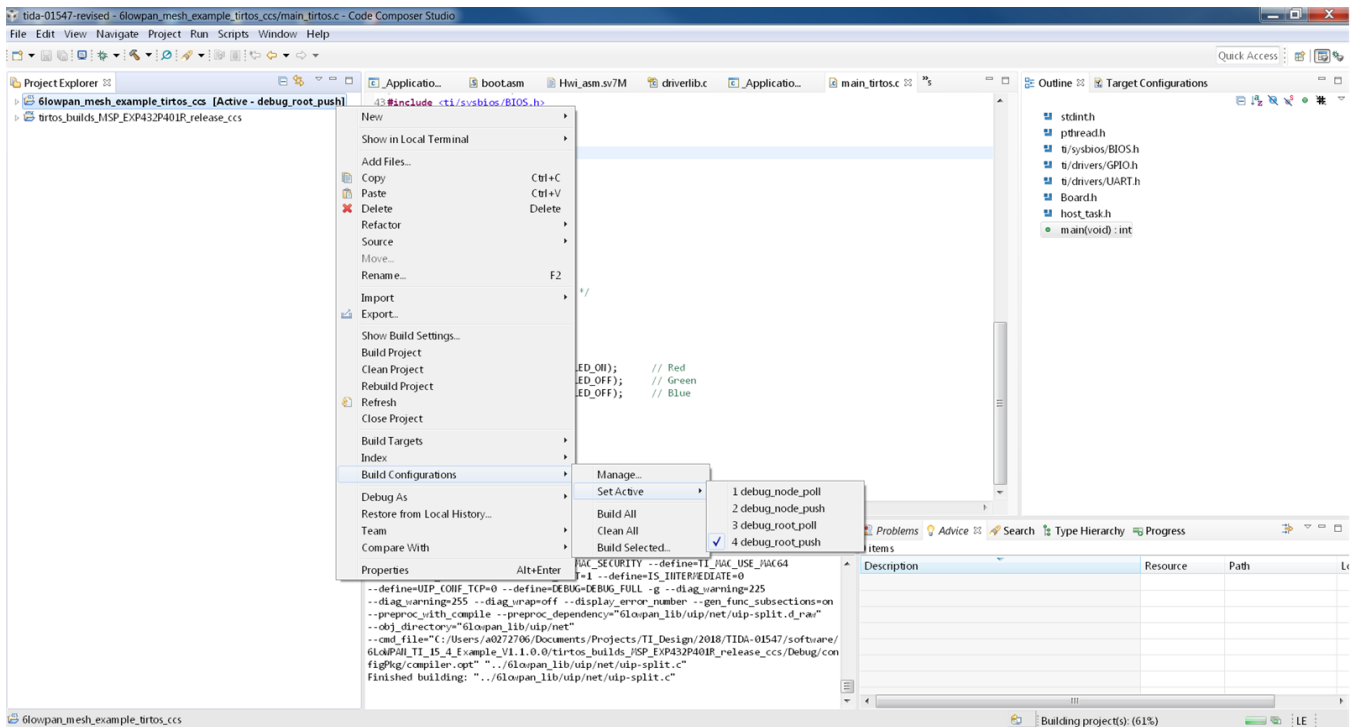 tida-01547-revised - 6lowpan_mesh_example_tirtos_ccs/main_tirtos.c - Code Composer Studio
File Edit View Navigate Project Run Scripts Window Help
Quick Access
Project Explorer
6lowpan_mesh_example_tirtos_ccs [Active - debug_root_push]
tirtos_builds_MSP_EXP432P401R_release_ccs
_Applicatio... boot.asm Hwi_asm.sv7M driverlib.c _Applicatio... main_tirtos.c "5
43 #include <ti/sysbios/BIOS.h>
New
Show in Local Terminal
Add Files...
Copy Ctrl+C
Paste Ctrl+V
Delete Delete
Refactor
Source
Move...
Rename... F2
Import
Export...
Show Build Settings...
Build Project
Clean Project
Rebuild Project
Refresh
Close Project
Build Targets
Index
Build Configurations
Debug As
Restore from Local History...
Team
Compare With
Properties Alt+Enter
*/
LED_ON); // Red
LED_OFF); // Green
LED_OFF); // Blue
Manage...
Set Active
Build All
Clean All
Build Selected...
1 debug_node_poll
2 debug_node_push
3 debug_root_poll
4 debug_root_push
Outline Target Configurations
stdint.h
pthread.h
ti/sysbios/BIOS.h
ti/drivers/GPIO.h
ti/drivers/UART.h
Board.h
host_task.h
main(void) : int
MAC_SECURITY --define=TI_MAC_USE_MAC64
T=1 --define=IS_INTERMEDIATE=0
--define=UIP_CONF_TCP=0 --define=DEBUG=DEBUG_FULL -g --diag_warning=225
--diag_warning=255 --diag_wrap=off --display_error_number --gen_func_subsections=on
--preproc_with_compile --preproc_dependency="6lowpan_lib/uip/net/uip-split.d_raw"
--obj_directory="6lowpan_lib/uip/net"
--cmd_file="C:/Users/a0272706/Documents/Projects/TI_Design/2018/TIDA-01547/software/
6LoWPAN_TI_15_4_Example_V1.1.0.0/tirtos_builds_MSP_EXP432P401R_release_ccs/Debug/con
figPkg/compiler.opt" "../6lowpan_lib/uip/net/uip-split.c"
Finished building: "../6lowpan_lib/uip/net/uip-split.c"
Problems Advice Search Type Hierarchy Progress
items
Description Resource Path Lo
6lowpan_mesh_example_tirtos_ccs
Building project(s): (61%)
LE